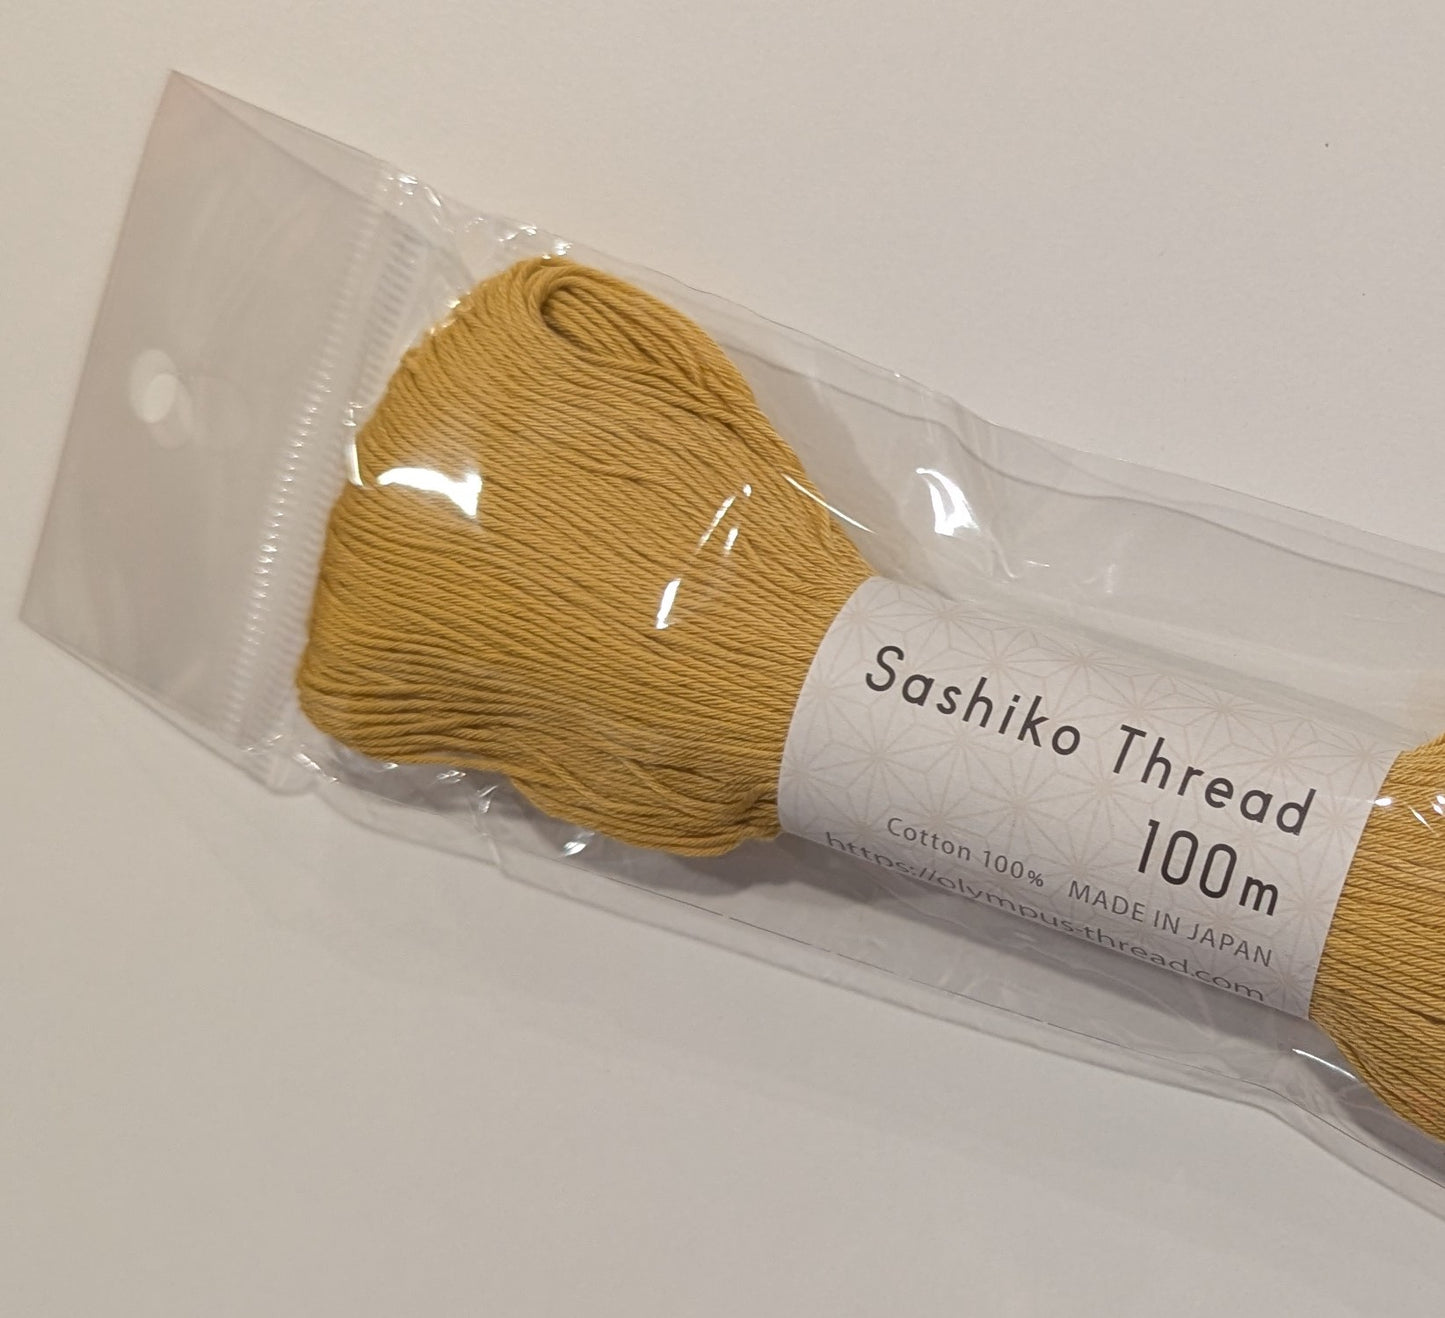 Sashiko Thread
100m
Cotton 100% MADE IN JAPAN
https://olympus-thread.com